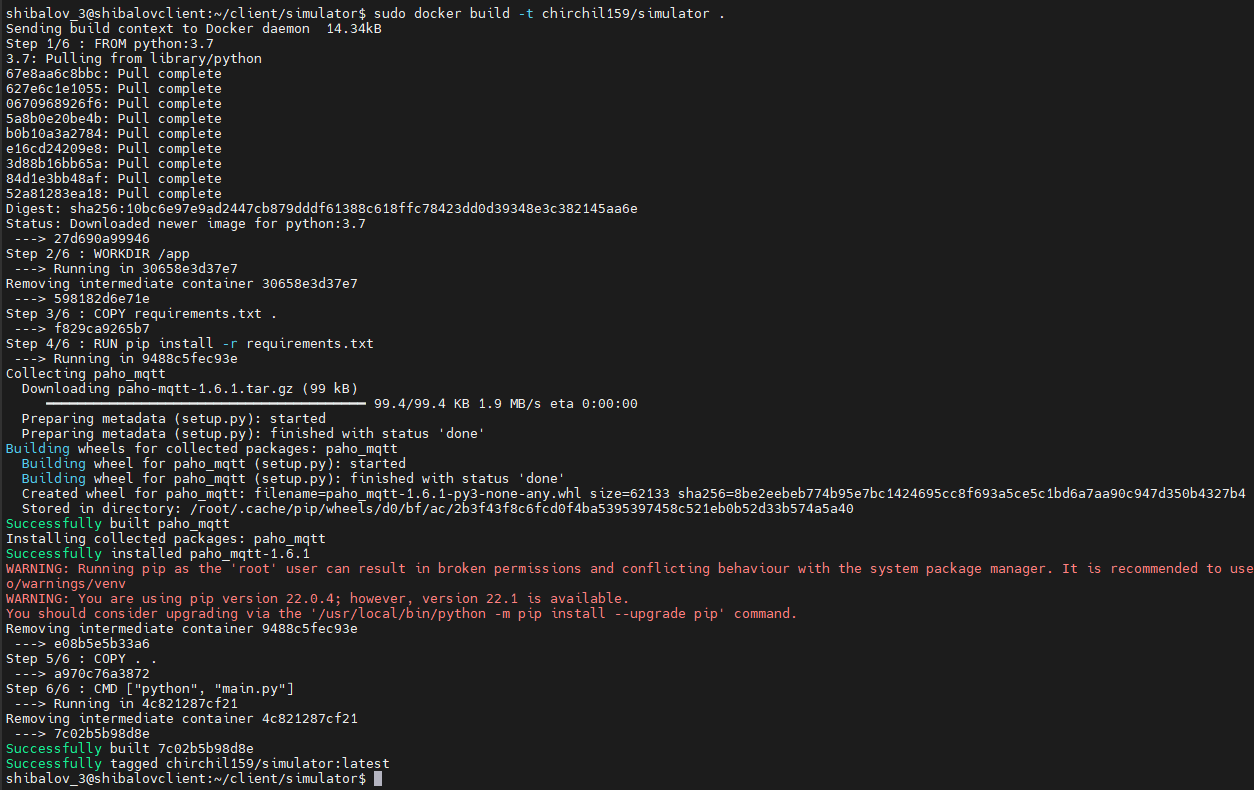 shibalov_3@shibalovclient:~/client/simulator$ sudo docker build -t chirchil159/simulator .
Sending build context to Docker daemon  14.34kB
Step 1/6 : FROM python:3.7
3.7: Pulling from library/python
67e8aa6c8bbc: Pull complete
627e6c1e1055: Pull complete
0670968926f6: Pull complete
5a8b0e20be4b: Pull complete
b0b10a3a2784: Pull complete
e16cd24209e8: Pull complete
3d88b16bb65a: Pull complete
84d1e3bb48af: Pull complete
52a81283ea18: Pull complete
Digest: sha256:10bc6e97e9ad2447cb879dddf61388c618ffc78423dd0d39348e3c382145aa6e
Status: Downloaded newer image for python:3.7
 ---> 27d690a99946
Step 2/6 : WORKDIR /app
 ---> Running in 30658e3d37e7
Removing intermediate container 30658e3d37e7
 ---> 598182d6e71e
Step 3/6 : COPY requirements.txt .
 ---> f829ca9265b7
Step 4/6 : RUN pip install -r requirements.txt
 ---> Running in 9488c5fec93e
Collecting paho_mqtt
  Downloading paho-mqtt-1.6.1.tar.gz (99 kB)
     ━━━━━━━━━━━━━━━━━━━━━━━━━━━━━━━━━━━━━━━━ 99.4/99.4 KB 1.9 MB/s eta 0:00:00
  Preparing metadata (setup.py): started
  Preparing metadata (setup.py): finished with status 'done'
Building wheels for collected packages: paho_mqtt
  Building wheel for paho_mqtt (setup.py): started
  Building wheel for paho_mqtt (setup.py): finished with status 'done'
  Created wheel for paho_mqtt: filename=paho_mqtt-1.6.1-py3-none-any.whl size=62133 sha256=8be2eebeb774b95e7bc1424695cc8f693a5ce5c1bd6a7aa90c947d350b4327b4
  Stored in directory: /root/.cache/pip/wheels/d0/bf/ac/2b3f43f8c6fcd0f4ba5395397458c521eb0b52d33b574a5a40
Successfully built paho_mqtt
Installing collected packages: paho_mqtt
Successfully installed paho_mqtt-1.6.1
WARNING: Running pip as the 'root' user can result in broken permissions and conflicting behaviour with the system package manager. It is recommended to use
o/warnings/venv
WARNING: You are using pip version 22.0.4; however, version 22.1 is available.
You should consider upgrading via the '/usr/local/bin/python -m pip install --upgrade pip' command.
Removing intermediate container 9488c5fec93e
 ---> e08b5e5b33a6
Step 5/6 : COPY . .
 ---> a970c76a3872
Step 6/6 : CMD ["python", "main.py"]
 ---> Running in 4c821287cf21
Removing intermediate container 4c821287cf21
 ---> 7c02b5b98d8e
Successfully built 7c02b5b98d8e
Successfully tagged chirchil159/simulator:latest
shibalov_3@shibalovclient:~/client/simulator$